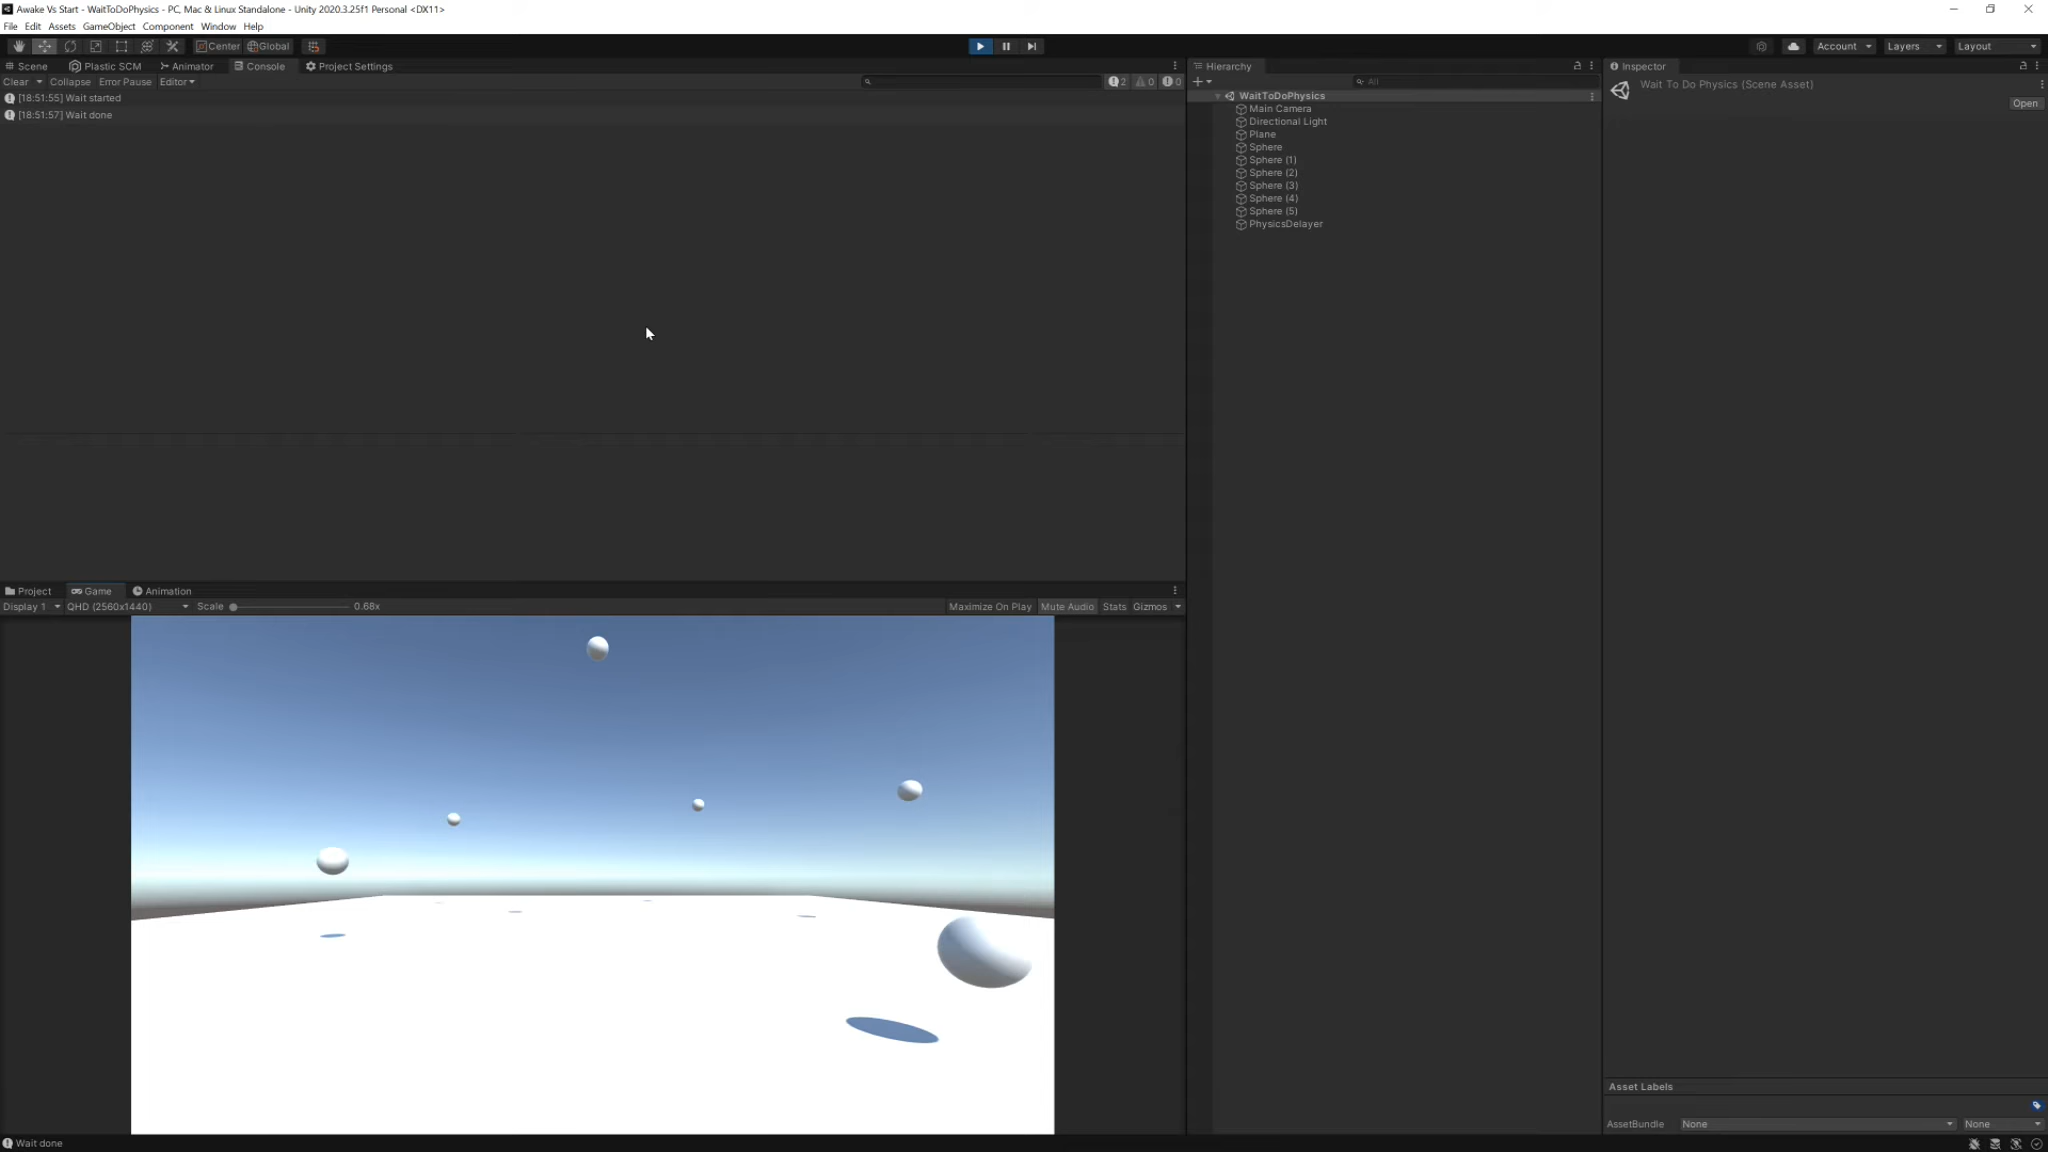 Awake Vs Start - WaitToDoPhysics - PC, Mac & Linux Standalone - Unity 2020.3.25f1 Personal <DX11>
File Edit Assets GameObject Component Window Help
Center Global
Account Layers Layout
Scene Plastic SCM Animator Console Project Settings
Clear Collapse Error Pause Editor
2 0 0
[18:51:55] Wait started
[18:51:57] Wait done
Hierarchy
All
WaitToDoPhysics
Main Camera
Directional Light
Plane
Sphere
Sphere (1)
Sphere (2)
Sphere (3)
Sphere (4)
Sphere (5)
PhysicsDelayer
Inspector
Wait To Do Physics (Scene Asset)
Open
Project Game Animation
Display 1 QHD (2560x1440) Scale 0.68x Maximize On Play Mute Audio Stats Gizmos
Asset Labels
AssetBundle None None
Wait done